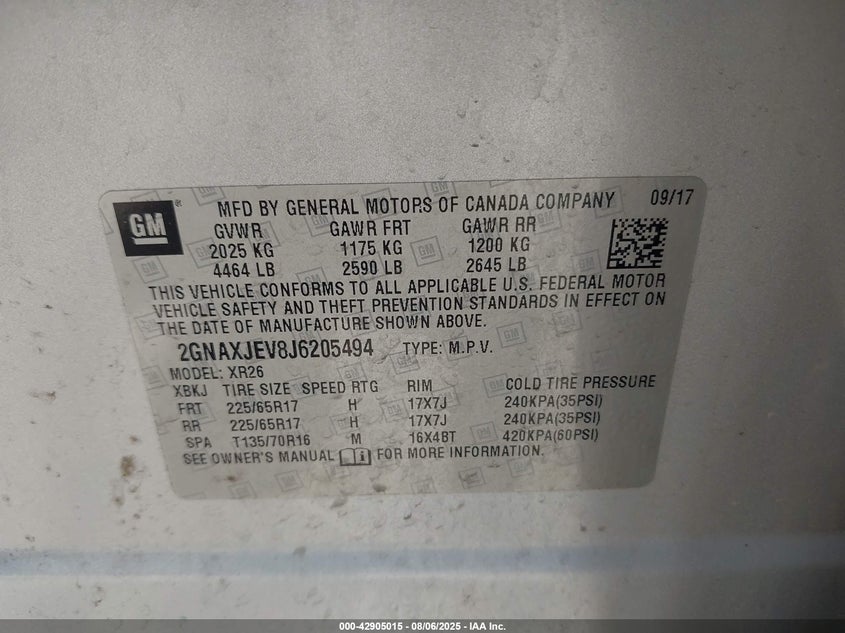 GM
MFD BY GENERAL MOTORS OF CANADA COMPANY 09/17
GVWR GAWR FRT GAWR RR
2025 KG 1175 KG 1200 KG
4464 LB 2590 LB 2645 LB
THIS VEHICLE CONFORMS TO ALL APPLICABLE U.S. FEDERAL MOTOR
VEHICLE SAFETY AND THEFT PREVENTION STANDARDS IN EFFECT ON
THE DATE OF MANUFACTURE SHOWN ABOVE.
2GNAXJEV8J6205494 TYPE: M.P.V.
MODEL: XR26
XBKJ TIRE SIZE SPEED RTG RIM COLD TIRE PRESSURE
FRT 225/65R17 H 17X7J 240KPA(35PSI)
RR 225/65R17 H 17X7J 240KPA(35PSI)
SPA T135/70R16 M 16X4BT 420KPA(60PSI)
SEE OWNER'S MANUAL FOR MORE INFORMATION.
000-42905015 - 08/06/2025 - IAA Inc.